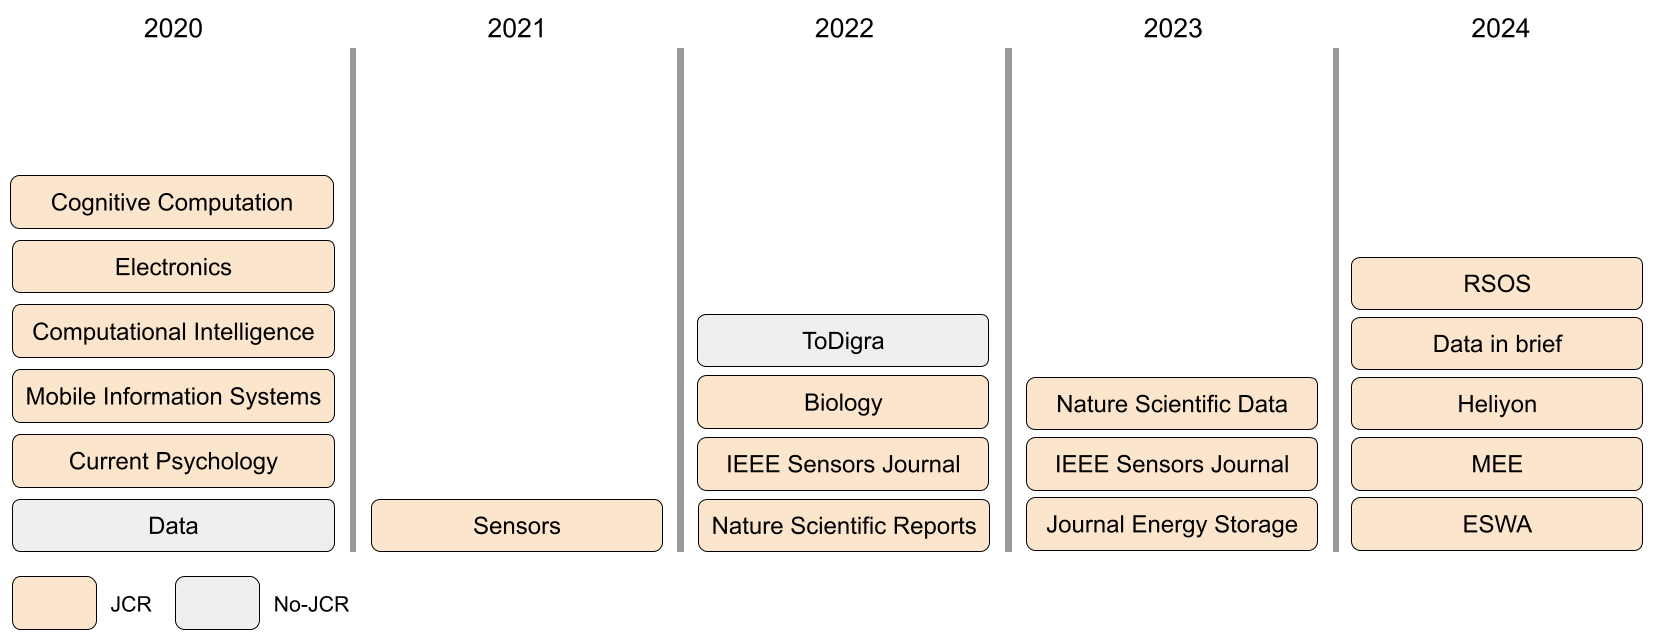 2020
2021
2022
2023
2024
Cognitive Computation
Electronics
Computational Intelligence
Mobile Information Systems
Current Psychology
Data
Sensors
ToDigra
Biology
IEEE Sensors Journal
Nature Scientific Reports
Nature Scientific Data
IEEE Sensors Journal
Journal Energy Storage
RSOS
Data in brief
Heliyon
MEE
ESWA
JCR
No-JCR